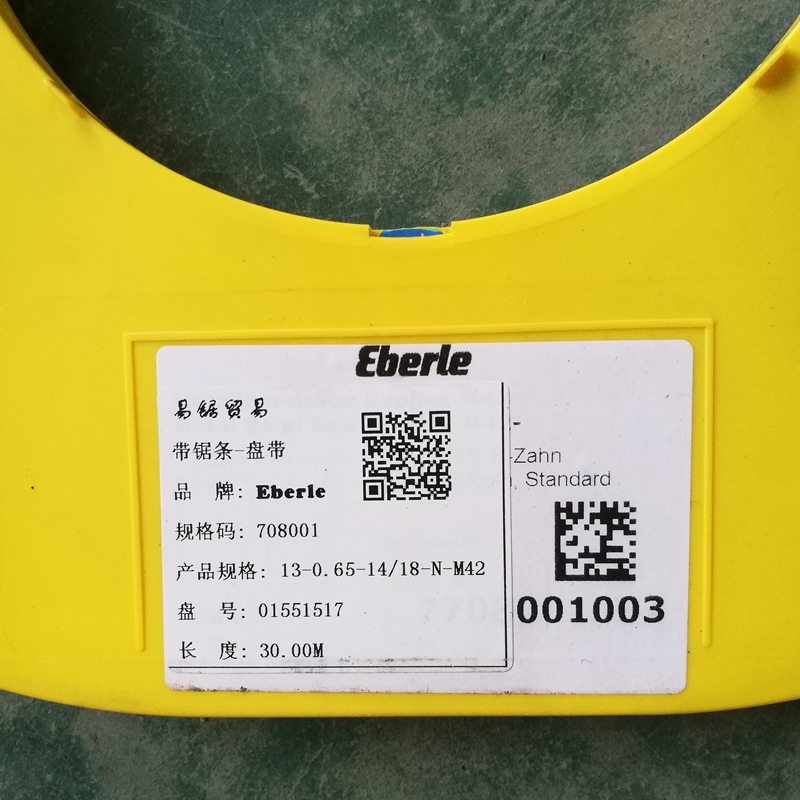 Eberle
易锯贸易
带锯条-盘带
-Zahn
品 牌: Eberle
, Standard
规格码: 708001
产品规格: 13-0.65-14/18-N-M42
盘 号: 01551517
7708001003
长 度: 30.00M